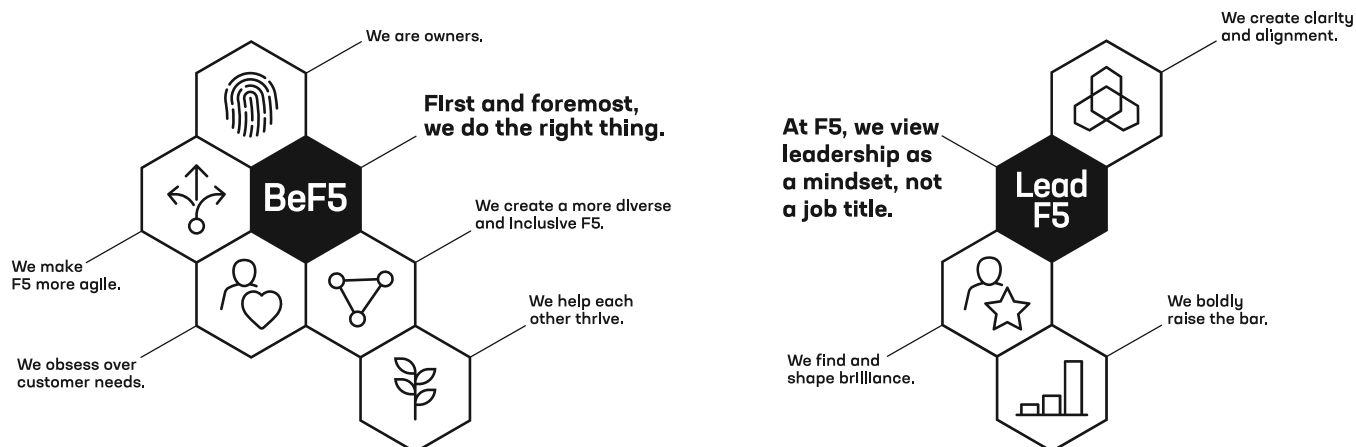 We are owners.
First and foremost,
we do the right thing.
BeF5
We create a more diverse
and inclusive F5.
We make
F5 more agile.
We help each
other thrive.
We obsess over
customer needs.
We create clarity
and alignment.
At F5, we view
leadership as
a mindset, not
a job title.
Lead
F5
We boldly
raise the bar.
We find and
shape brilliance.